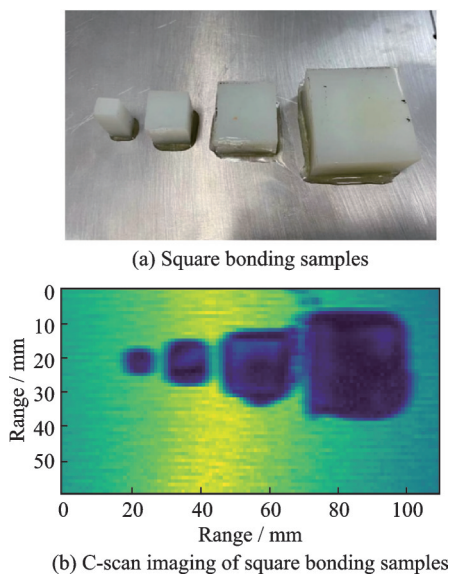 (a) Square bonding samples
0
10
20
30
40
50
Range / mm
0 20 40 60 80 100
Range / mm
(b) C-scan imaging of square bonding samples